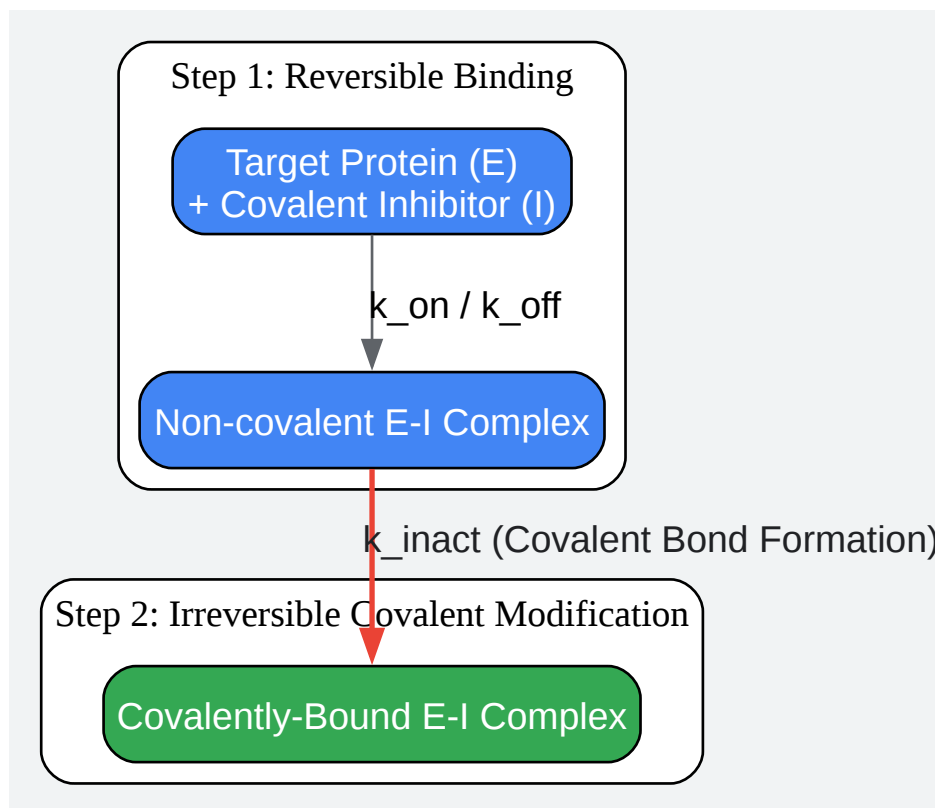 Step 1: Reversible Binding
Target Protein (E)
+ Covalent Inhibitor (I)
k_on / k_off
Non-covalent E-I Complex
k_inact (Covalent Bond Formation)
Step 2: Irreversible Covalent Modification
Covalently-Bound E-I Complex